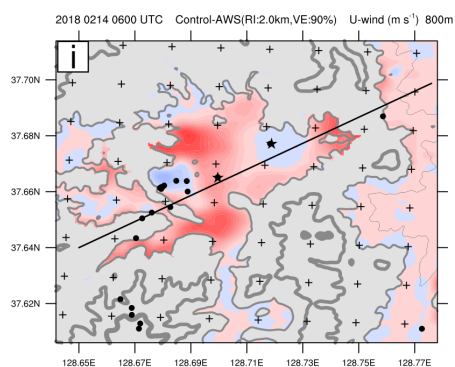 2018 0214 0600 UTC Control-AWS(RI:2.0km,VE:90%) U-wind (m s⁻¹) 800m
i
37.70N
37.68N
37.66N
37.64N
37.62N
128.65E 128.67E 128.69E 128.71E 128.73E 128.75E 128.77E